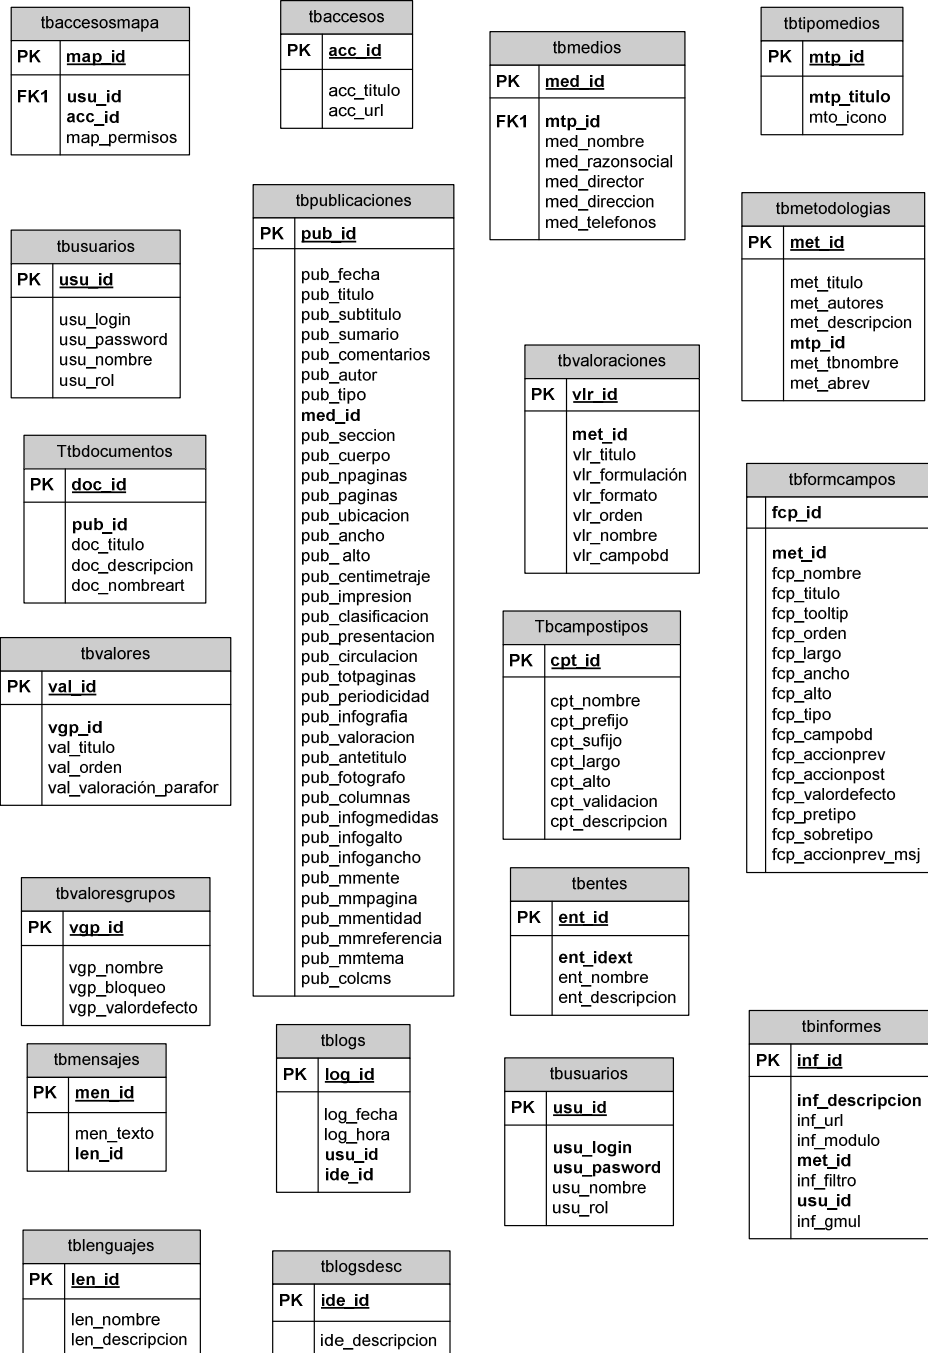 tbaccesosmapa
PK map_id
FK1 usu_id
acc_id
map_permisos
tbaccesos
PK acc_id
acc_titulo
acc_url
tbmedios
PK med_id
FK1 mtp_id
med_nombre
med_razonsocial
med_director
med_direccion
med_telefonos
tbtipomedios
PK mtp_id
mtp_titulo
mto_icono
tbusuarios
PK usu_id
usu_login
usu_password
usu_nombre
usu_rol
tbpublicaciones
PK pub_id
pub_fecha
pub_titulo
pub_subtitulo
pub_sumario
pub_comentarios
pub_autor
pub_tipo
med_id
pub_seccion
pub_cuerpo
pub_npaginas
pub_paginas
pub_ubicacion
pub_ancho
pub_alto
pub_centimetraje
pub_impresion
pub_clasificacion
pub_presentacion
pub_circulacion
pub_totpaginas
pub_periodicidad
pub_infografia
pub_valoracion
pub_antetitulo
pub_fotografo
pub_columnas
pub_infogmedidas
pub_infogalto
pub_infogancho
pub_mmente
pub_mmpagina
pub_mmentidad
pub_mmreferencia
pub_mmtema
pub_colcms
tbmetodologias
PK met_id
met_titulo
met_autores
met_descripcion
mtp_id
met_tbnombre
met_abrev
tbvaloraciones
PK vlr_id
met_id
vlr_titulo
vlr_formulación
vlr_formato
vlr_orden
vlr_nombre
vlr_campobd
Ttbdocumentos
PK doc_id
pub_id
doc_titulo
doc_descripcion
doc_nombreart
tbformcampos
fcp_id
met_id
fcp_nombre
fcp_titulo
fcp_tooltip
fcp_orden
fcp_largo
fcp_ancho
fcp_alto
fcp_tipo
fcp_campobd
fcp_accionprev
fcp_accionpost
fcp_valordefecto
fcp_pretipo
fcp_sobretipo
fcp_accionprev_msj
tbvalores
PK val_id
vgp_id
val_titulo
val_orden
val_valoración_parafor
Tbcampostipos
PK cpt_id
cpt_nombre
cpt_prefijo
cpt_sufijo
cpt_largo
cpt_alto
cpt_validacion
cpt_descripcion
tbvaloresgrupos
PK vgp_id
vgp_nombre
vgp_bloqueo
vgp_valordefecto
tbentes
PK ent_id
ent_idext
ent_nombre
ent_descripcion
tbmensajes
PK men_id
men_texto
len_id
tblogs
PK log_id
log_fecha
log_hora
usu_id
ide_id
tbusuarios
PK usu_id
usu_login
usu_pasword
usu_nombre
usu_rol
tbinformes
PK inf_id
inf_descripcion
inf_url
inf_modulo
met_id
inf_filtro
usu_id
inf_gmul
tblenguajes
PK len_id
len_nombre
len_descripcion
tblogsdesc
PK ide_id
ide_descripcion